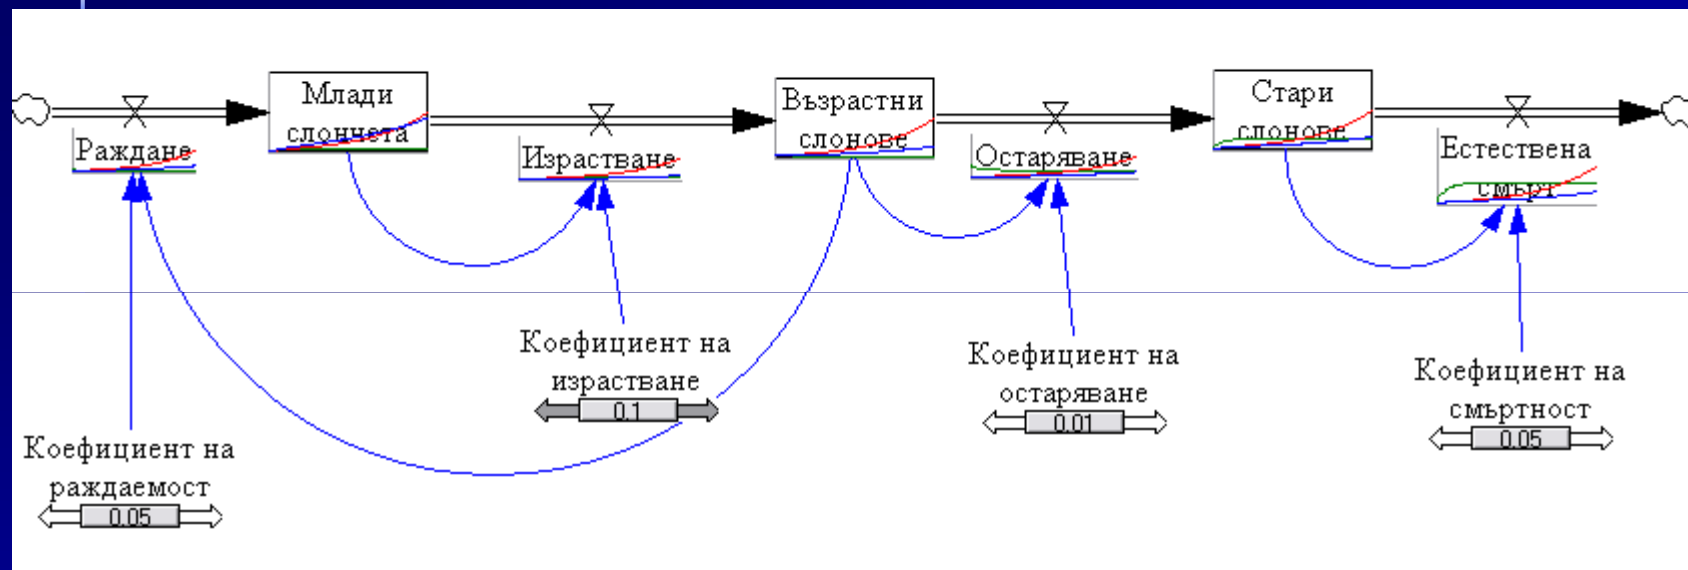 Млади
слончета
Възрастни
слонове
Стари
слонове
Раждане
Израстване
Остаряване
Естествена
смърт
Коефициент на
израстване
0.1
Коефициент на
остаряване
0.01
Коефициент на
смъртност
0.05
Коефициент на
раждаемост
0.05